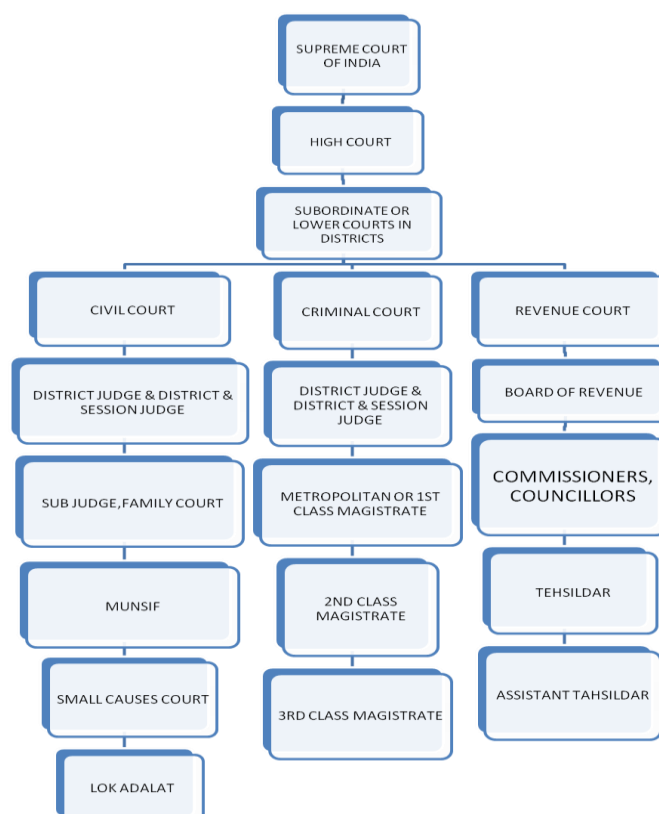 SUPREME COURT
OF INDIA
HIGH COURT
SUBORDINATE OR
LOWER COURTS IN
DISTRICTS
CIVIL COURT
DISTRICT JUDGE & DISTRICT &
SESSION JUDGE
SUB JUDGE,FAMILY COURT
MUNSIF
SMALL CAUSES COURT
LOK ADALAT
CRIMINAL COURT
DISTRICT JUDGE &
DISTRICT & SESSION
JUDGE
METROPOLITAN OR 1ST
CLASS MAGISTRATE
2ND CLASS
MAGISTRATE
3RD CLASS MAGISTRATE
REVENUE COURT
BOARD OF REVENUE
COMMISSIONERS,
COUNCILLORS
TEHSILDAR
ASSISTANT TAHSILDAR